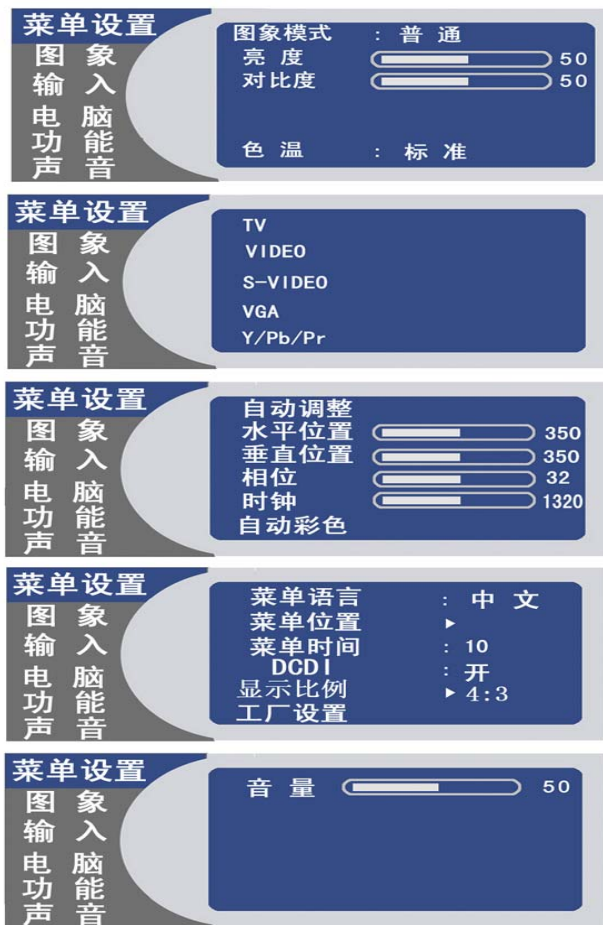 菜单设置
图 象
输 入
电 脑
功 能
声 音
图象模式 : 普 通
亮 度 50
对比度 50
色 温 : 标 准
菜单设置
图 象
输 入
电 脑
功 能
声 音
TV
VIDEO
S-VIDEO
VGA
Y/Pb/Pr
菜单设置
图 象
输 入
电 脑
功 能
声 音
自动调整
水平位置 350
垂直位置 350
相位 32
时钟 1320
自动彩色
菜单设置
图 象
输 入
电 脑
功 能
声 音
菜单语言 : 中 文
菜单位置 ▸
菜单时间 : 10
DCDI : 开
显示比例 ▸ 4:3
工厂设置
菜单设置
图 象
输 入
电 脑
功 能
声 音
音 量 50